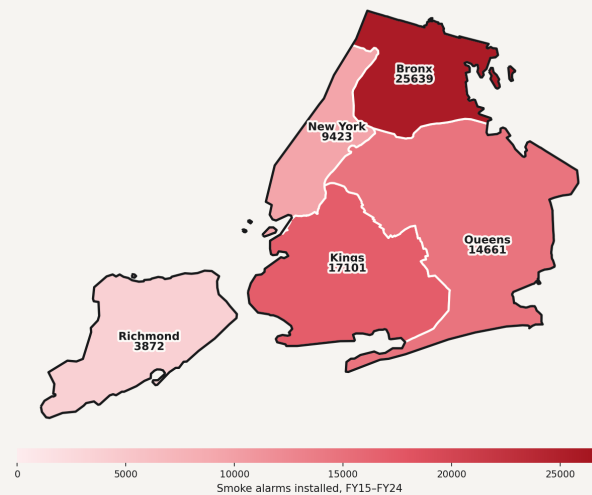 Bronx
25639
New York
9423
Queens
14661
Kings
17101
Richmond
3872
0 5000 10000 15000 20000 25000
Smoke alarms installed, FY15–FY24